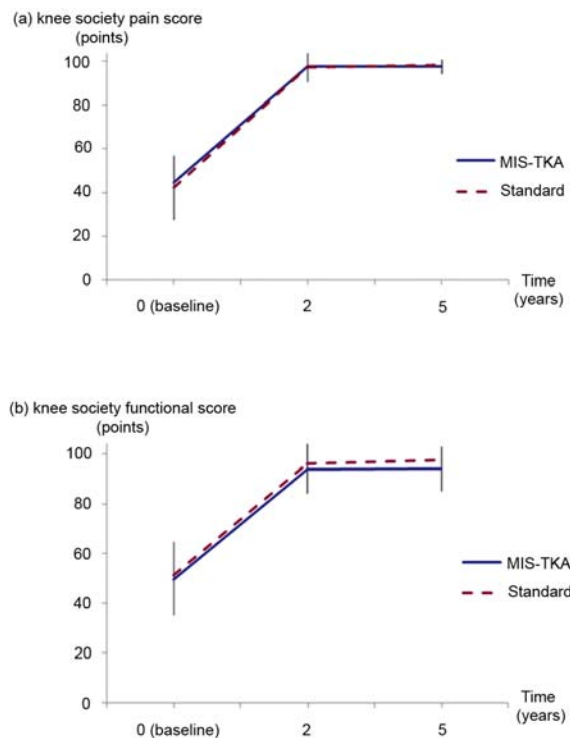 (a) knee society pain score
(points)
100
80
60
40
20
0
MIS-TKA
Standard
0 (baseline)
2
5
Time
(years)
(b) knee society functional score
(points)
100
80
60
40
20
0
MIS-TKA
Standard
0 (baseline)
2
5
Time
(years)